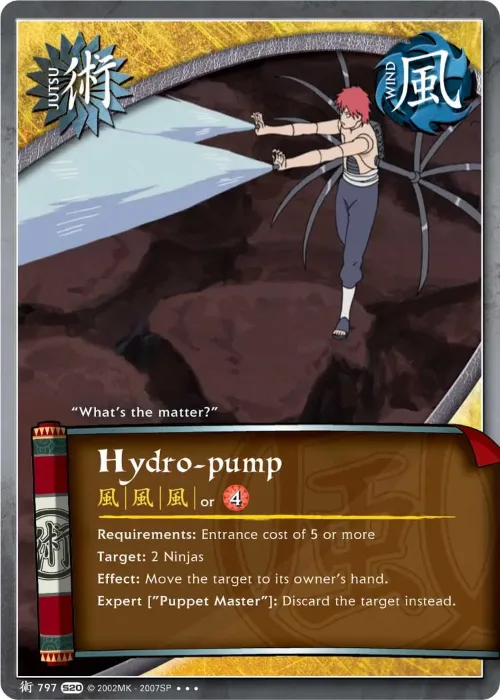 JUTSU 術
WIND 風
"What's the matter?"
Hydro-pump
風|風|風| or 4
Requirements: Entrance cost of 5 or more
Target: 2 Ninjas
Effect: Move the target to its owner's hand.
Expert ["Puppet Master"]: Discard the target instead.
術
術 797 S20 © 2002MK · 2007SP